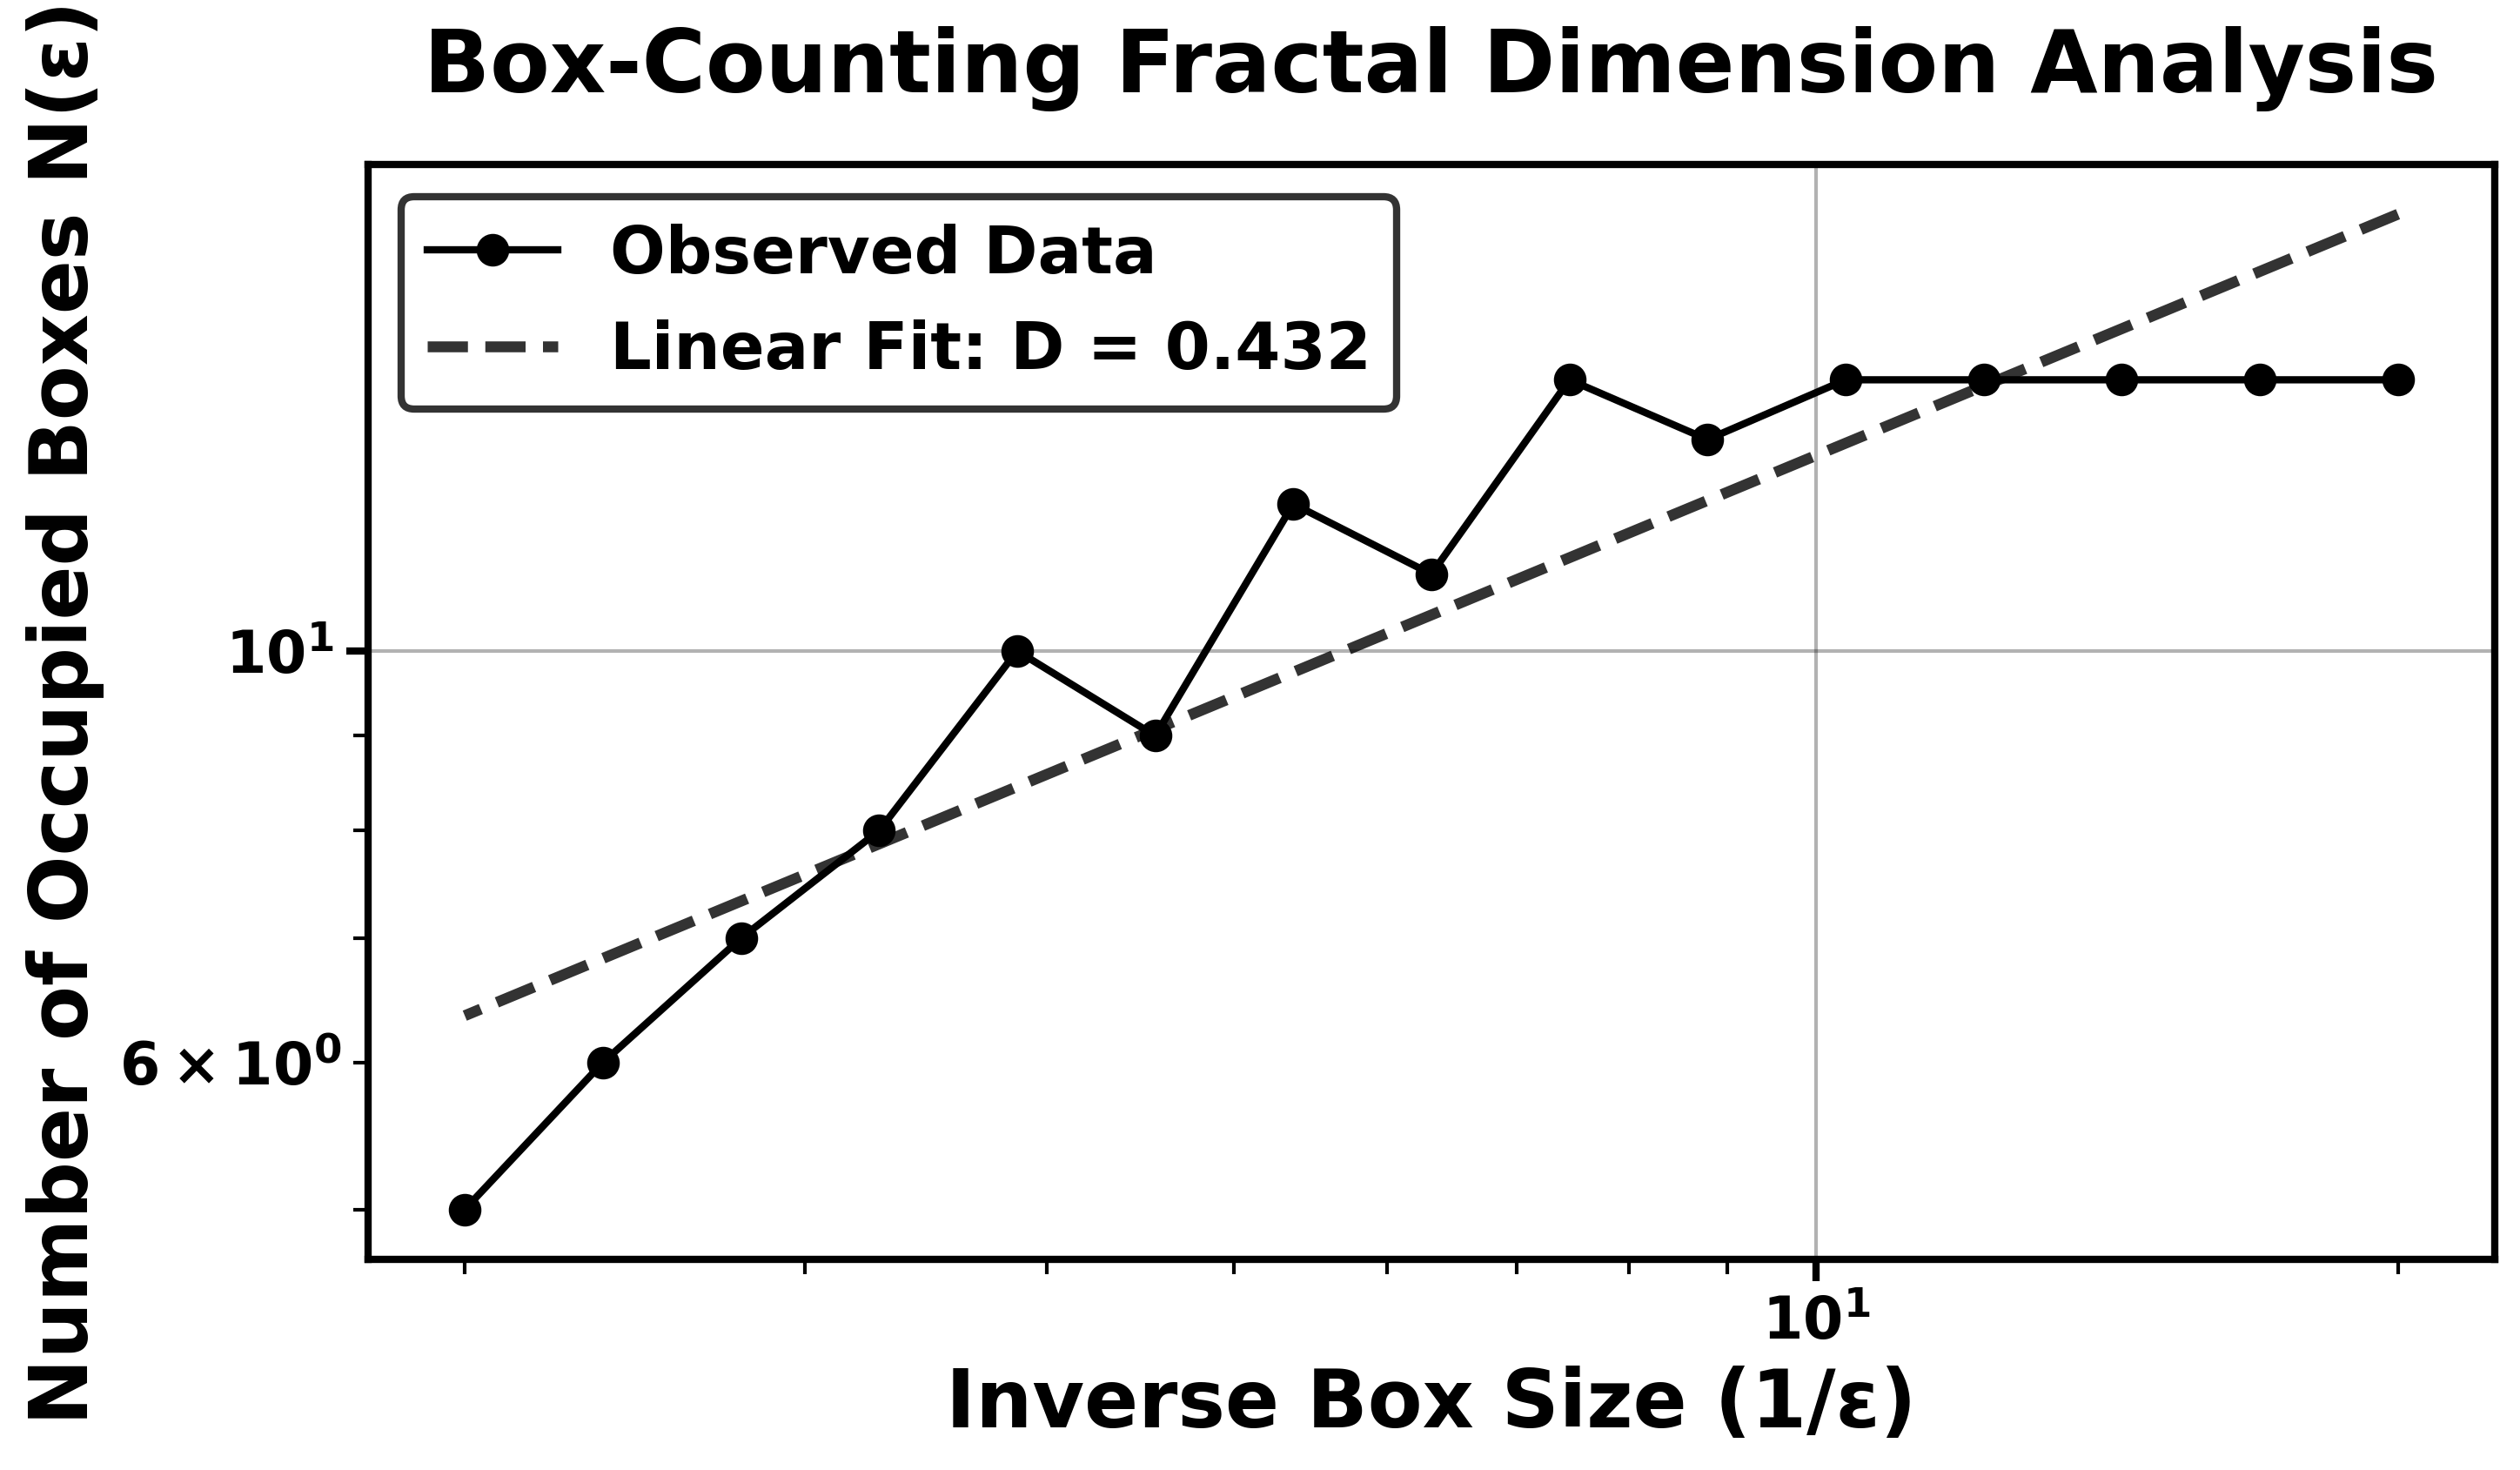 Box-Counting Fractal Dimension Analysis
Number of Occupied Boxes N(ε)
Observed Data
Linear Fit: D = 0.432
10¹
6 × 10⁰
10¹
Inverse Box Size (1/ε)